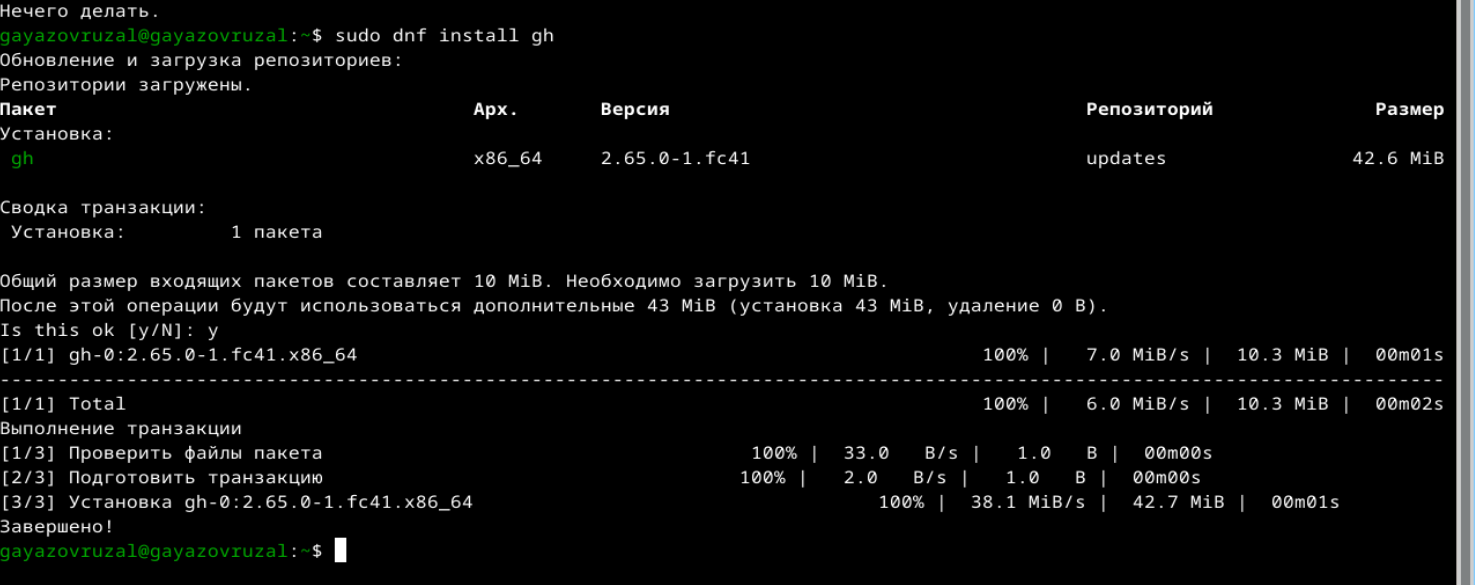 Нечего делать.
gayazovruzal@gayazovruzal:~$ sudo dnf install gh
Обновление и загрузка репозиториев:
Репозитории загружены.
Пакет Арх. Версия Репозиторий Размер
Установка:
gh x86_64 2.65.0-1.fc41 updates 42.6 MiB
Сводка транзакции:
Установка: 1 пакета
Общий размер входящих пакетов составляет 10 MiB. Необходимо загрузить 10 MiB.
После этой операции будут использоваться дополнительные 43 MiB (установка 43 MiB, удаление 0 B).
Is this ok [y/N]: y
[1/1] gh-0:2.65.0-1.fc41.x86_64 100% | 7.0 MiB/s | 10.3 MiB | 00m01s
--------------------------------------------------------------------------------
[1/1] Total 100% | 6.0 MiB/s | 10.3 MiB | 00m02s
Выполнение транзакции
[1/3] Проверить файлы пакета 100% | 33.0 B/s | 1.0 B | 00m00s
[2/3] Подготовить транзакцию 100% | 2.0 B/s | 1.0 B | 00m00s
[3/3] Установка gh-0:2.65.0-1.fc41.x86_64 100% | 38.1 MiB/s | 42.7 MiB | 00m01s
Завершено!
gayazovruzal@gayazovruzal:~$